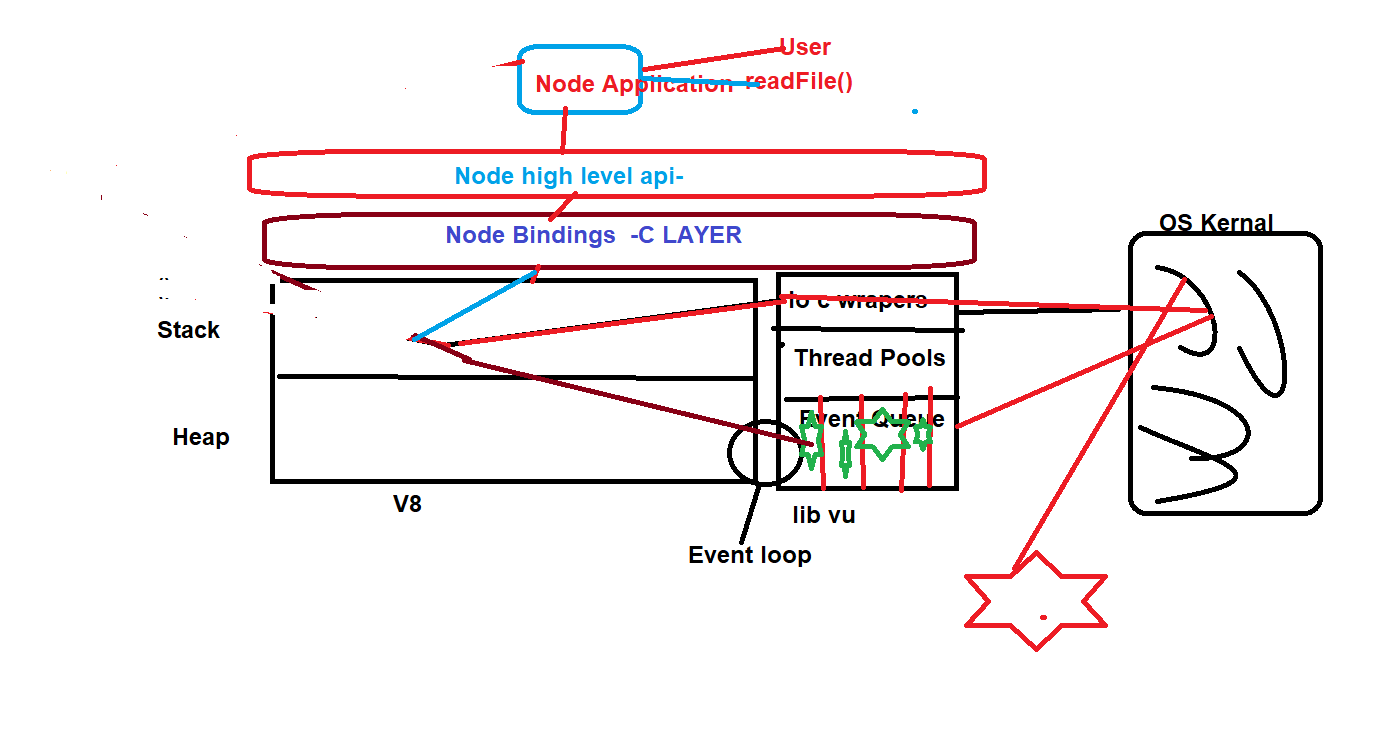 User
Node Application
readFile()
Node high level api-
Node Bindings -C LAYER
OS Kernal
Io c wrapers
Stack
Thread Pools
Event Queue
Heap
V8
lib vu
Event loop